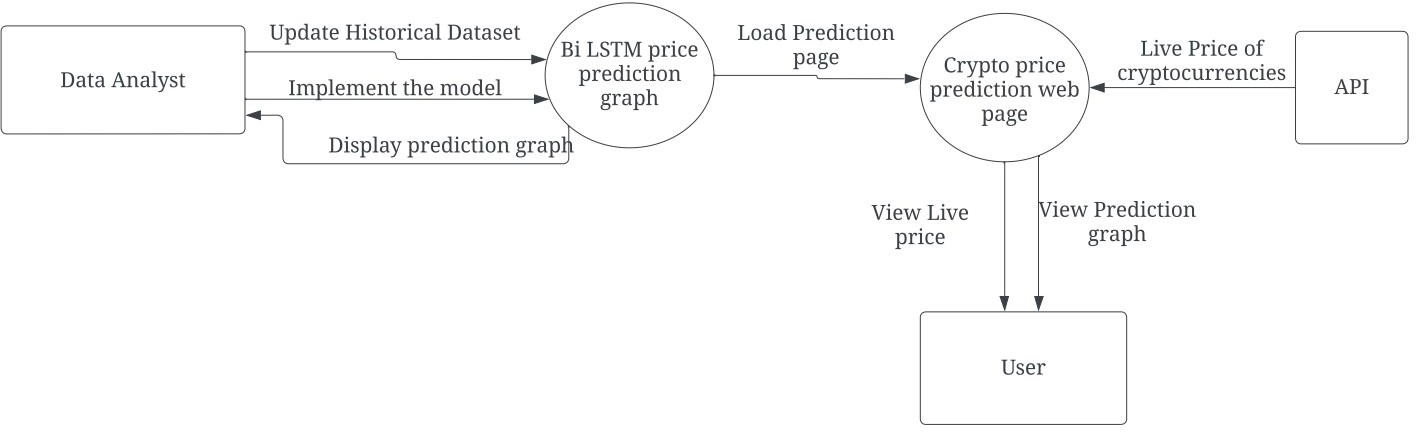 Data Analyst
Update Historical Dataset
Implement the model
Display prediction graph
Bi LSTM price
prediction
graph
Load Prediction
page
Crypto price
prediction web
page
Live Price of
cryptocurrencies
API
View Live
price
View Prediction
graph
User